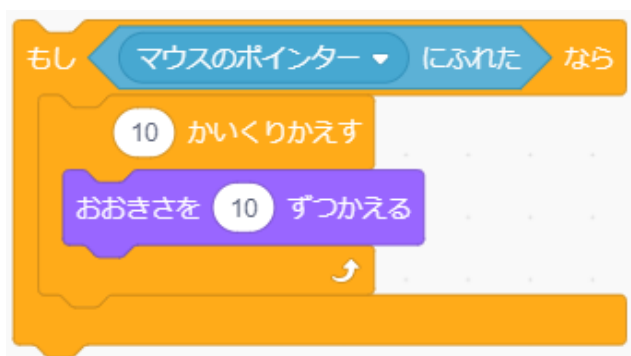 もし マウスのポインター にふれた なら
10 かいくりかえす
おおきさを 10 ずつかえる